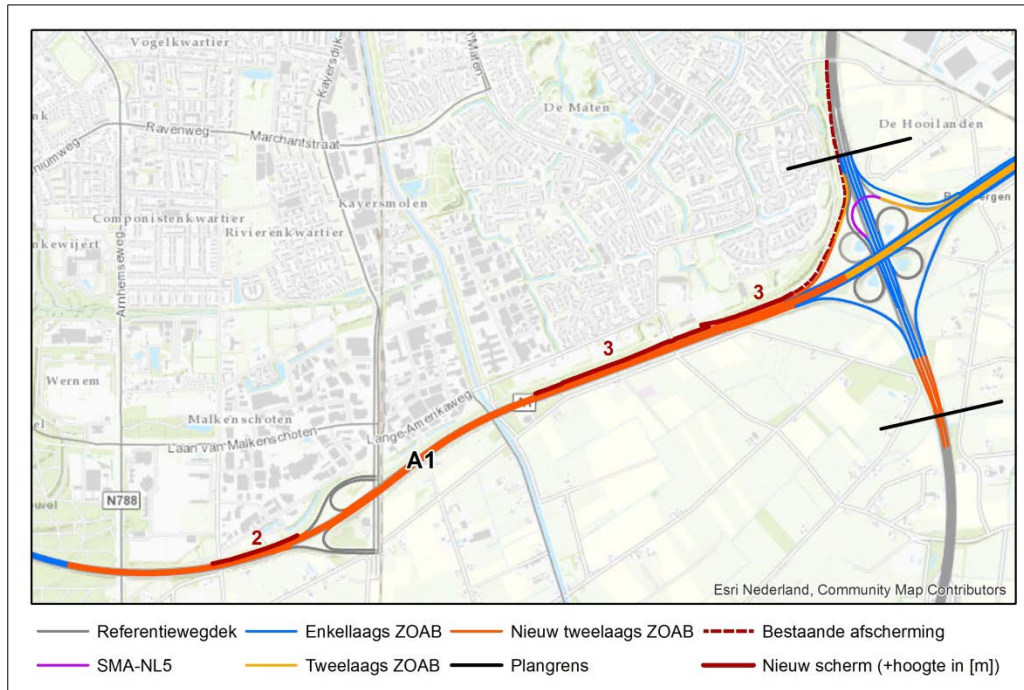 Vogelkwartier
Kayersdijk
Maten
De Maten
De Hooilanden
Ravenweg
Marchantstraat
Kayersmolen
Componistenkwartier
Rivierenkwartier
Arnhemseweg
3
3
Wernem
Malkenschoten
Laan van Malkenschoten
Lange Amerikaweg
A1
A1
N788
2
Esri Nederland, Community Map Contributors
Referentiewegdek
Enkellaags ZOAB
Nieuw tweelaags ZOAB
Bestaande afscherming
SMA-NL5
Tweelaags ZOAB
Plangrens
Nieuw scherm (+hoogte in [m])